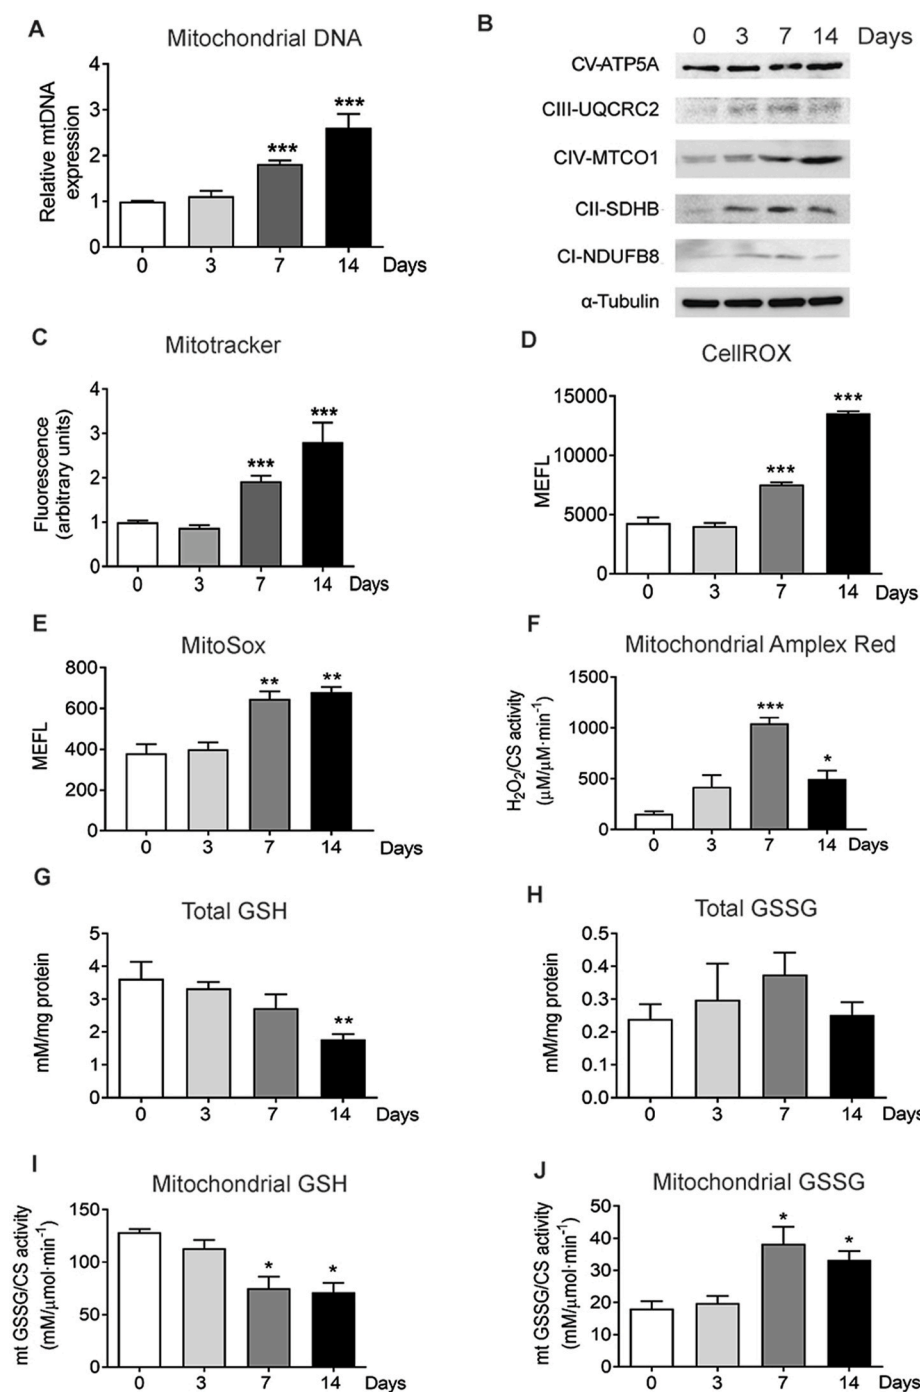 A
Mitochondrial DNA
Relative mtDNA
expression
4
3
2
1
0
***
***
0 3 7 14 Days
B
0 3 7 14 Days
CV-ATP5A
CIII-UQCRC2
CIV-MTCO1
CII-SDHB
CI-NDUFB8
α-Tubulin
C
Mitotracker
Fluorescence
(arbitrary units)
4
3
2
1
0
***
***
0 3 7 14 Days
D
CellROX
MEFL
15000
10000
5000
0
***
***
0 3 7 14 Days
E
MitoSox
MEFL
800
600
400
200
0
**
**
0 3 7 14 Days
F
Mitochondrial Amplex Red
H₂O₂/CS activity
(µM/µM·min⁻¹)
1500
1000
500
0
***
*
0 3 7 14 Days
G
Total GSH
mM/mg protein
5
4
3
2
1
0
**
0 3 7 14 Days
H
Total GSSG
mM/mg protein
0.5
0.4
0.3
0.2
0.1
0.0
0 3 7 14 Days
I
Mitochondrial GSH
mt GSSG/CS activity
(mM/µmol·min⁻¹)
150
100
50
0
*
*
0 3 7 14 Days
J
Mitochondrial GSSG
mt GSSG/CS activity
(mM/µmol·min⁻¹)
50
40
30
20
10
0
*
*
0 3 7 14 Days